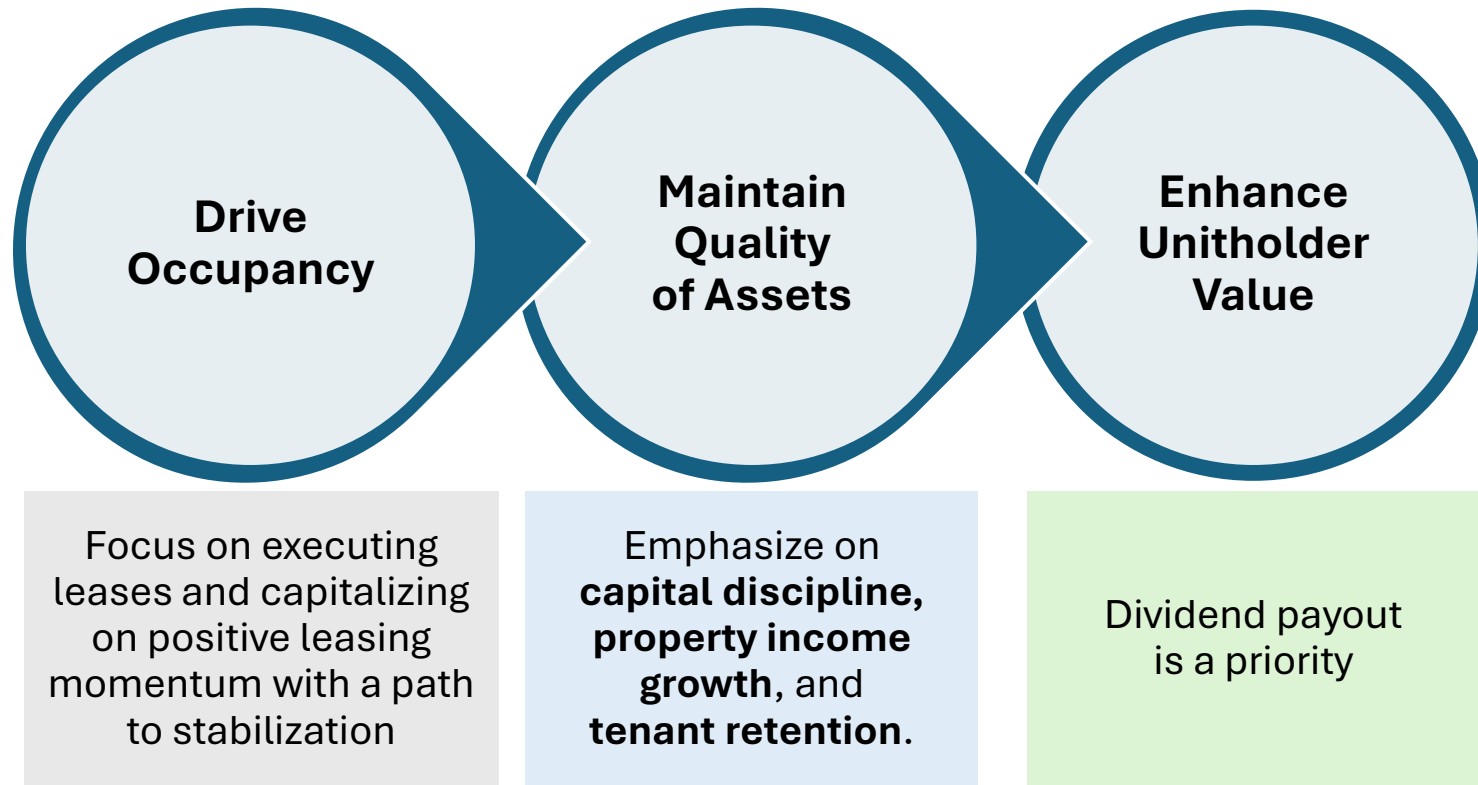 Drive
Occupancy
Maintain
Quality
of Assets
Enhance
Unitholder
Value
Focus on executing
leases and capitalizing
on positive leasing
momentum with a path
to stabilization
Emphasize on
capital discipline,
property income
growth, and
tenant retention.
Dividend payout
is a priority